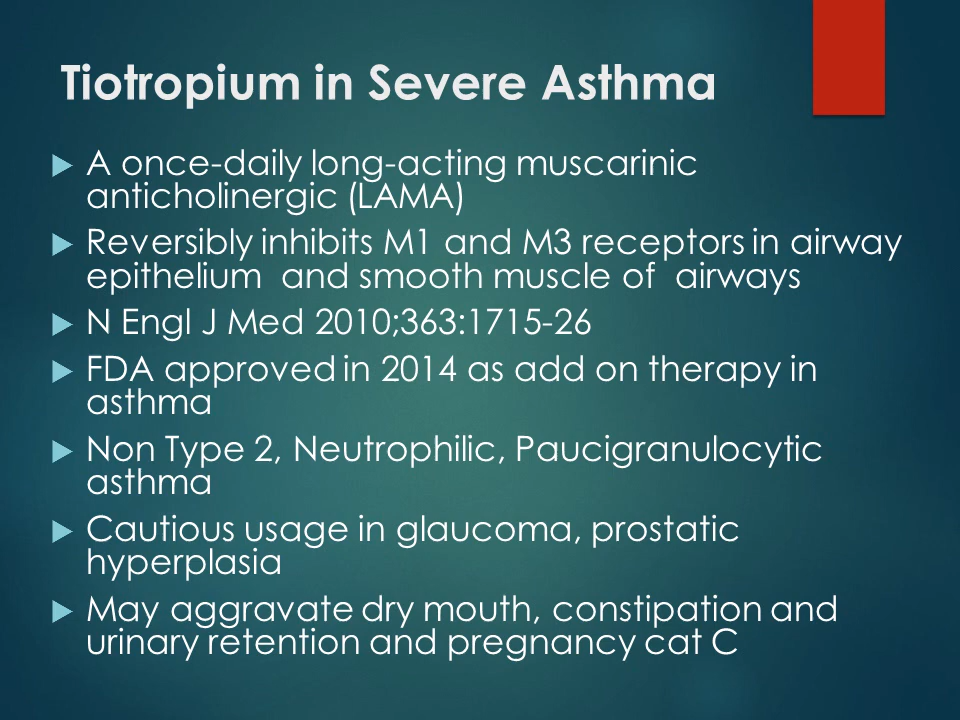 Tiotropium in Severe Asthma
A once-daily long-acting muscarinic
anticholinergic (LAMA)
Reversibly inhibits M1 and M3 receptors in airway
epithelium and smooth muscle of airways
N Engl J Med 2010;363:1715-26
FDA approved in 2014 as add on therapy in
asthma
Non Type 2, Neutrophilic, Paucigranulocytic
asthma
Cautious usage in glaucoma, prostatic
hyperplasia
May aggravate dry mouth, constipation and
urinary retention and pregnancy cat C